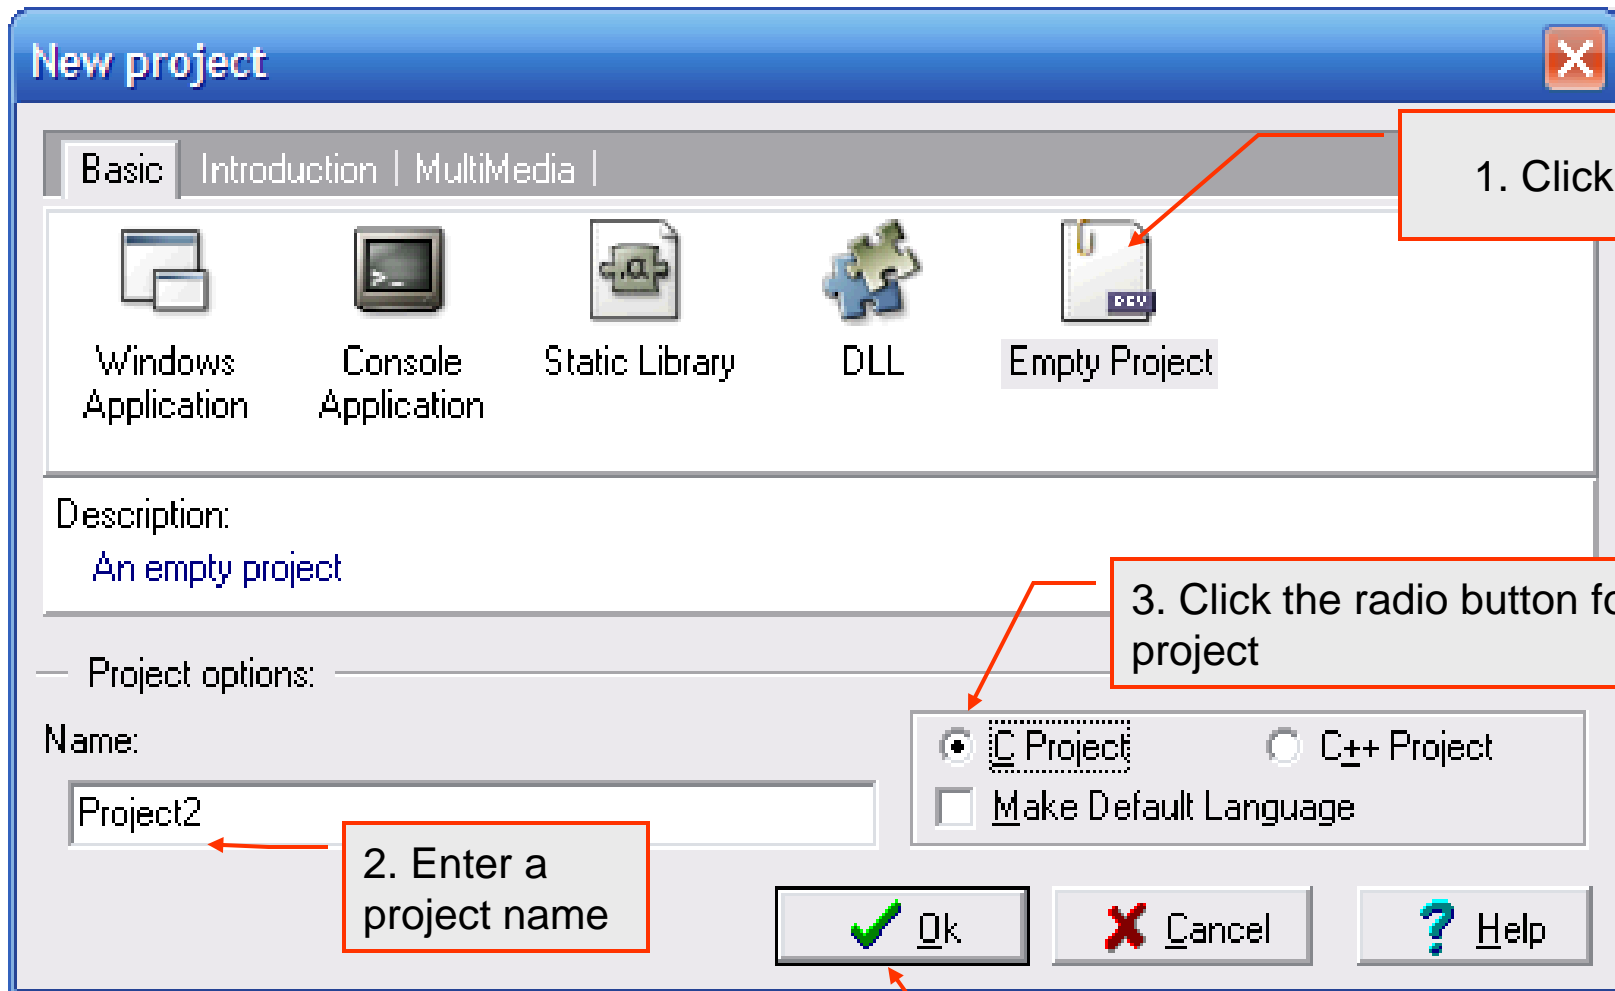 New project
Basic Introduction | MultiMedia |
1. Click
Windows Application
Console Application
Static Library
DLL
DEV
Empty Project
Description:
An empty project
3. Click the radio button
project
Project options:
Name:
C Project
C++ Project
Project2
Make Default Language
2. Enter a
project name
Ok
Cancel
Help